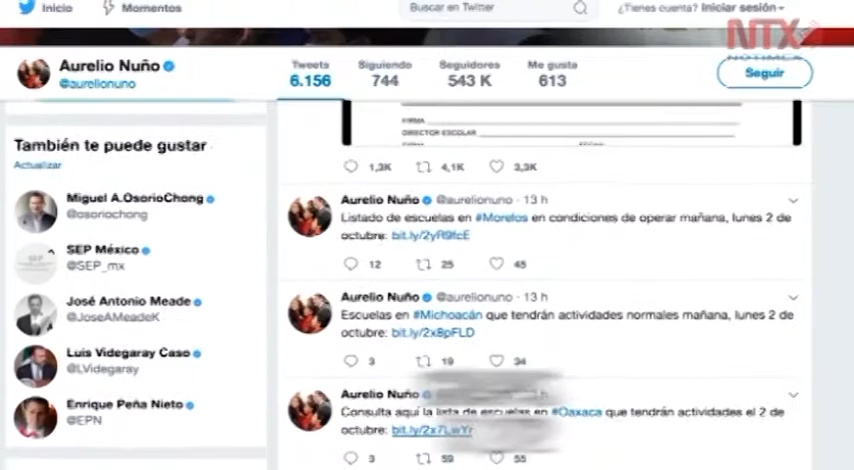 Inicio
Momentos
Buscar en Twitter
¿Tienes cuenta? Iniciar sesión
NTX
NOTIMEX
Aurelio Nuño
@aurelionuno
Tweets
6.156
Siguiendo
744
Seguidores
543 K
Me gusta
613
Seguir
También te puede gustar
Actualizar
Miguel A.OsorioChong
@osoriochong
SEP México
@SEP_mx
José Antonio Meade
@JoseAMeadeK
Luis Videgaray Caso
@LVidegaray
Enrique Peña Nieto
@EPN
FIRMA
DIRECTOR ESCOLAR
1,3K 4,1K 3,3K
Aurelio Nuño @aurelionuno · 13 h
Listado de escuelas en #Morelos en condiciones de operar mañana, lunes 2 de
octubre: bit.ly/2yR9fcE
12 25 45
Aurelio Nuño @aurelionuno · 13 h
Escuelas en #Michoacán que tendrán actividades normales mañana, lunes 2 de
octubre: bit.ly/2x8pFLD
3 19 34
Aurelio Nuño
Consulta aquí la lista de escuelas en #Oaxaca que tendrán actividades el 2 de
octubre: bit.ly/2x7LwYr
3 59 55